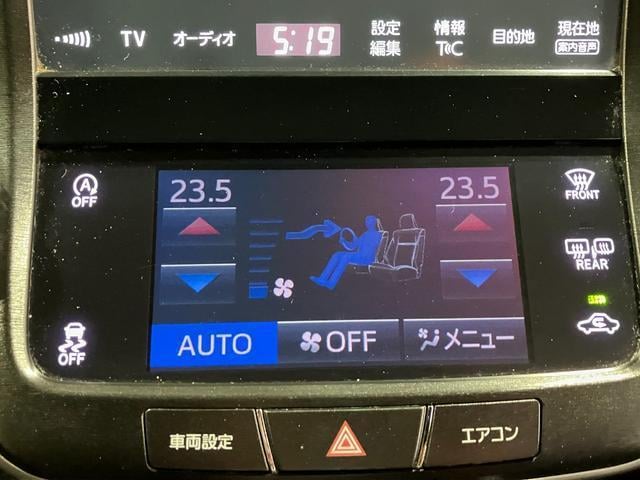 TV オーディオ 5:19 設定 編集 情報 TC 目的地 現在地 案内音声
A OFF
23.5 23.5
FRONT
REAR
OFF
AUTO OFF メニュー
車両設定 エアコン